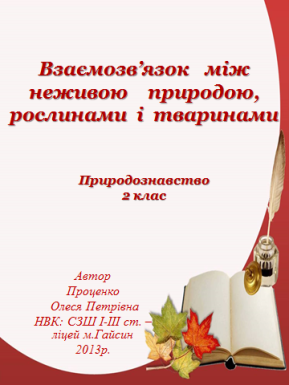 Взаємозв’язок між
неживою природою,
рослинами і тваринами
Природознавство
2 клас
Автор
Проценко
Олеся Петрівна
НВК: СЗШ І-ІІІ ст. –
ліцей м.Гайсин
2013р.